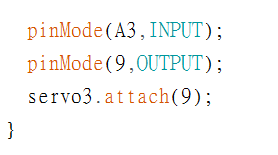 pinMode(A3,INPUT);
pinMode(9,OUTPUT);
servo3.attach(9);
}